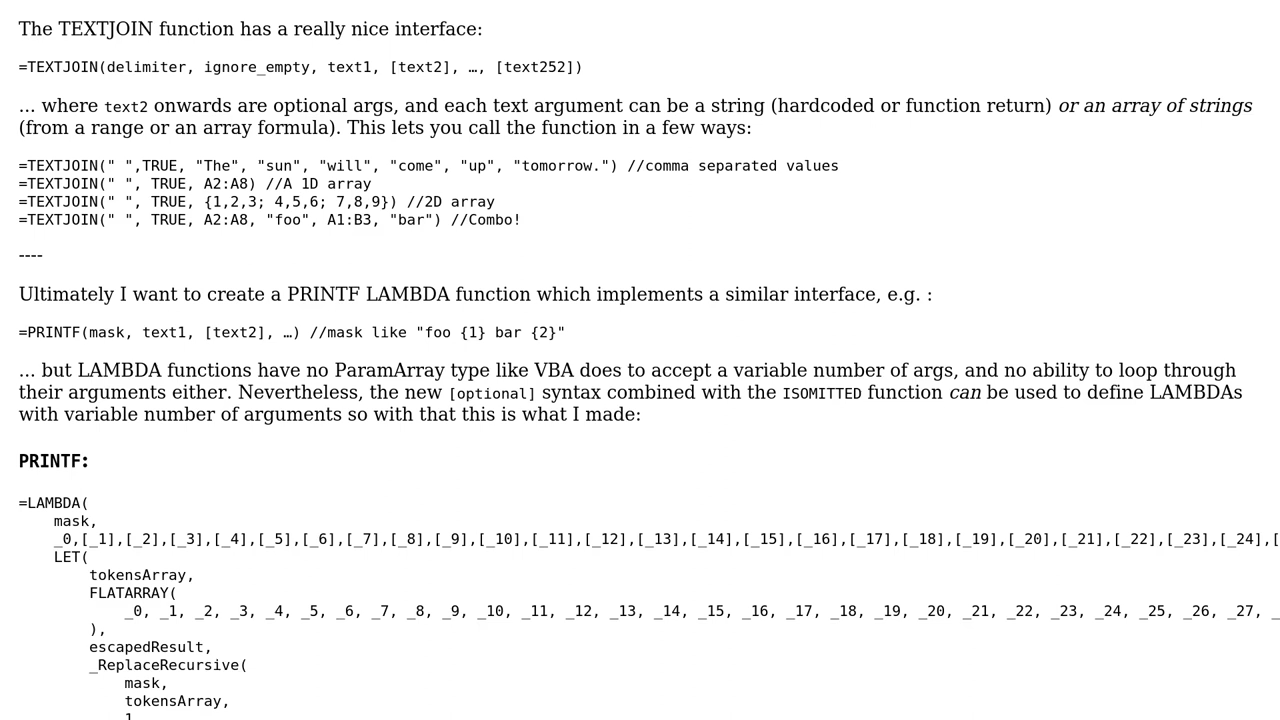 The TEXTJOIN function has a really nice interface:
=TEXTJOIN(delimiter, ignore_empty, text1, [text2], …, [text252])
... where text2 onwards are optional args, and each text argument can be a string (hardcoded or function return) or an array of strings
(from a range or an array formula). This lets you call the function in a few ways:
=TEXTJOIN(" ",TRUE, "The", "sun", "will", "come", "up", "tomorrow.") //comma separated values
=TEXTJOIN(" ", TRUE, A2:A8) //A 1D array
=TEXTJOIN(" ", TRUE, {1,2,3; 4,5,6; 7,8,9}) //2D array
=TEXTJOIN(" ", TRUE, A2:A8, "foo", A1:B3, "bar") //Combo!
----
Ultimately I want to create a PRINTF LAMBDA function which implements a similar interface, e.g. :
=PRINTF(mask, text1, [text2], …) //mask like "foo {1} bar {2}"
... but LAMBDA functions have no ParamArray type like VBA does to accept a variable number of args, and no ability to loop through
their arguments either. Nevertheless, the new [optional] syntax combined with the ISOMITTED function can be used to define LAMBDAs
with variable number of arguments so with that this is what I made:
PRINTF:
=LAMBDA(
mask,
_0,[_1],[_2],[_3],[_4],[_5],[_6],[_7],[_8],[_9],[_10],[_11],[_12],[_13],[_14],[_15],[_16],[_17],[_18],[_19],[_20],[_21],[_22],[_23],[_24],[
LET(
tokensArray,
FLATARRAY(
_0, _1, _2, _3, _4, _5, _6, _7, _8, _9, _10, _11, _12, _13, _14, _15, _16, _17, _18, _19, _20, _21, _22, _23, _24, _25, _26, _27, _
),
escapedResult,
_ReplaceRecursive(
mask,
tokensArray,
1